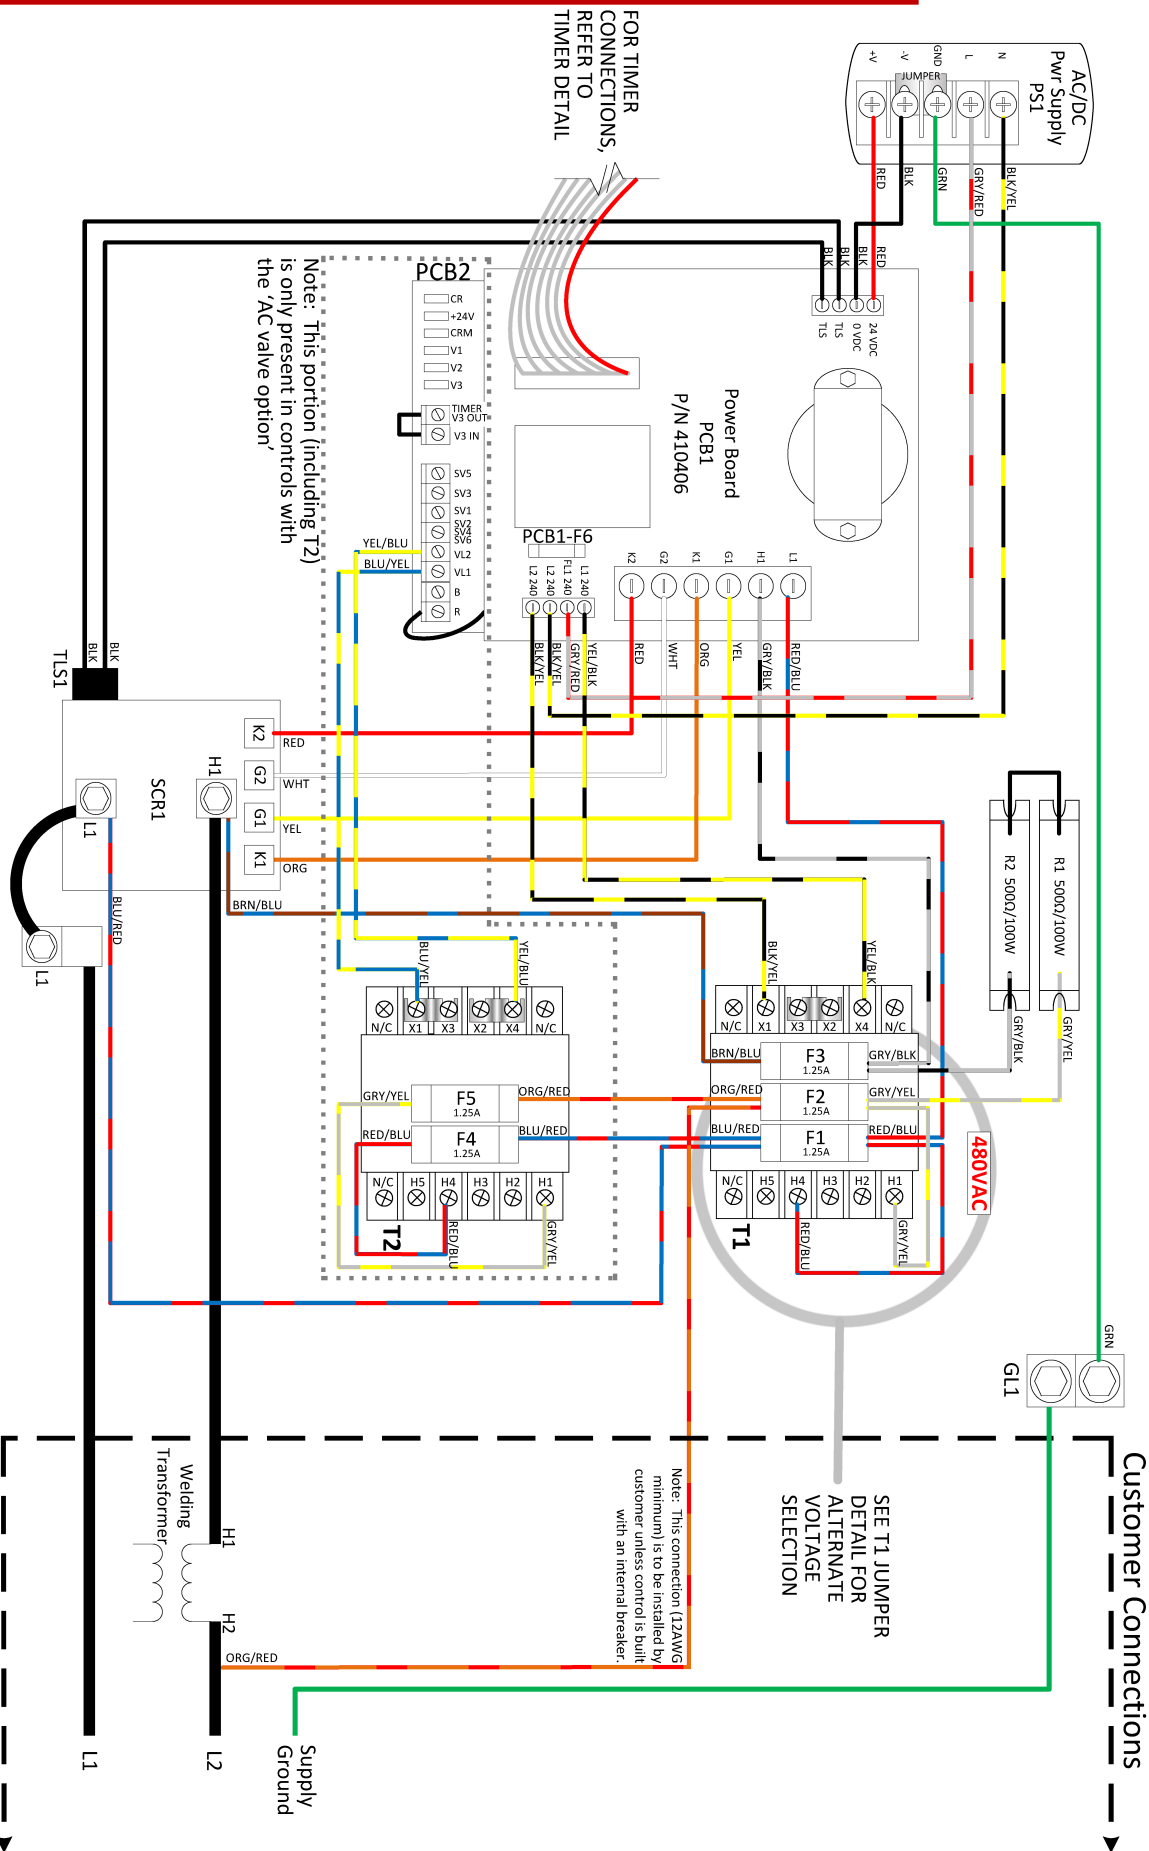 FOR TIMER
CONNECTIONS,
REFER TO
TIMER DETAIL
AC/DC
Pwr Supply
PS1
+V
-V
GND
L
N
JUMPER
RED
BLK
GRN
GRY/RED
BLK/YEL
BLK
BLK
BLK
RED
TLS
TLS
0 VDC
24 VDC
PCB2
CR
+24V
CRM
V1
V2
V3
TIMER
V3 OUT
V3 IN
SV5
SV3
SV1
SV2
SV4
SV6
VL2
VL1
B
R
YEL/BLU
BLU/YEL
Note: This portion (including T2)
is only present in controls with
the 'AC valve option'
Power Board
PCB1
P/N 410406
PCB1-F6
L2 240
L2 240
FL1 240
L1 240
K2
G2
K1
G1
H1
L1
BLK/YEL
BLK/YEL
GRY/RED
YEL/BLK
RED
WHT
ORG
YEL
GRY/BLK
RED/BLU
BLK
BLK
TLS1
K2
RED
G2
WHT
G1
YEL
K1
ORG
H1
SCR1
L1
L1
BLU/RED
BRN/BLU
R2 500Ω/100W
R1 500Ω/100W
GRY/BLK
GRY/YEL
BLU/YEL
YEL/BLU
N/C
X1
X3
X2
X4
N/C
GRY/YEL
F5
1.25A
ORG/RED
RED/BLU
F4
1.25A
BLU/RED
N/C
H5
H4
H3
H2
H1
T2
RED/BLU
GRY/YEL
BLK/YEL
YEL/BLK
N/C
X1
X3
X2
X4
N/C
BRN/BLU
F3
1.25A
GRY/BLK
ORG/RED
F2
1.25A
GRY/YEL
BLU/RED
F1
1.25A
RED/BLU
N/C
H5
H4
H3
H2
H1
T1
RED/BLU
GRY/YEL
480VAC
GRN
GL1
Customer Connections
SEE T1 JUMPER
DETAIL FOR
ALTERNATE
VOLTAGE
SELECTION
Note: This connection (12AWG
minimum) is to be installed by
customer unless control is built
with an internal breaker.
Welding
Transformer
H1
H2
ORG/RED
L1
L2
Supply
Ground